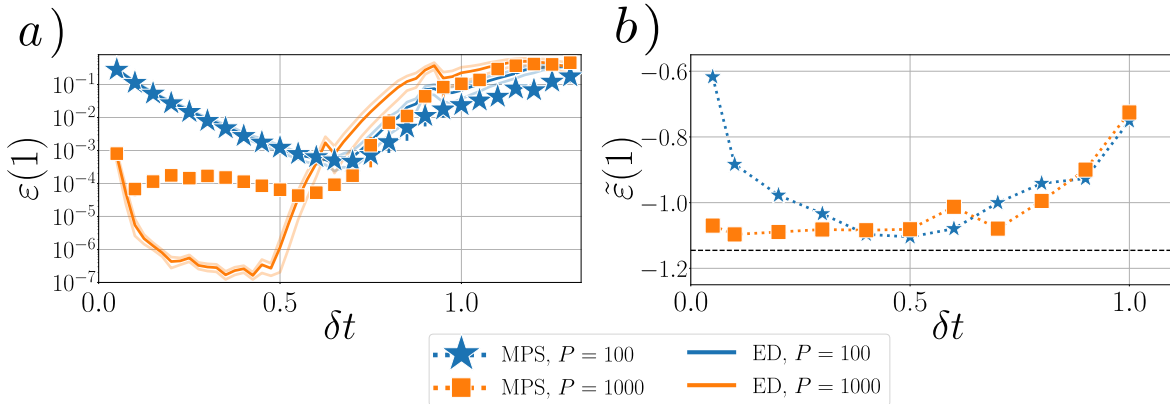 a) b)
10⁻¹
10⁻²
10⁻³
10⁻⁴
10⁻⁵
10⁻⁶
10⁻⁷
ε(1)
0.0 0.5 1.0
δt
−0.6
−0.8
−1.0
−1.2
ε̃(1)
0.0 0.5 1.0
δt
MPS, P = 100 ED, P = 100
MPS, P = 1000 ED, P = 1000